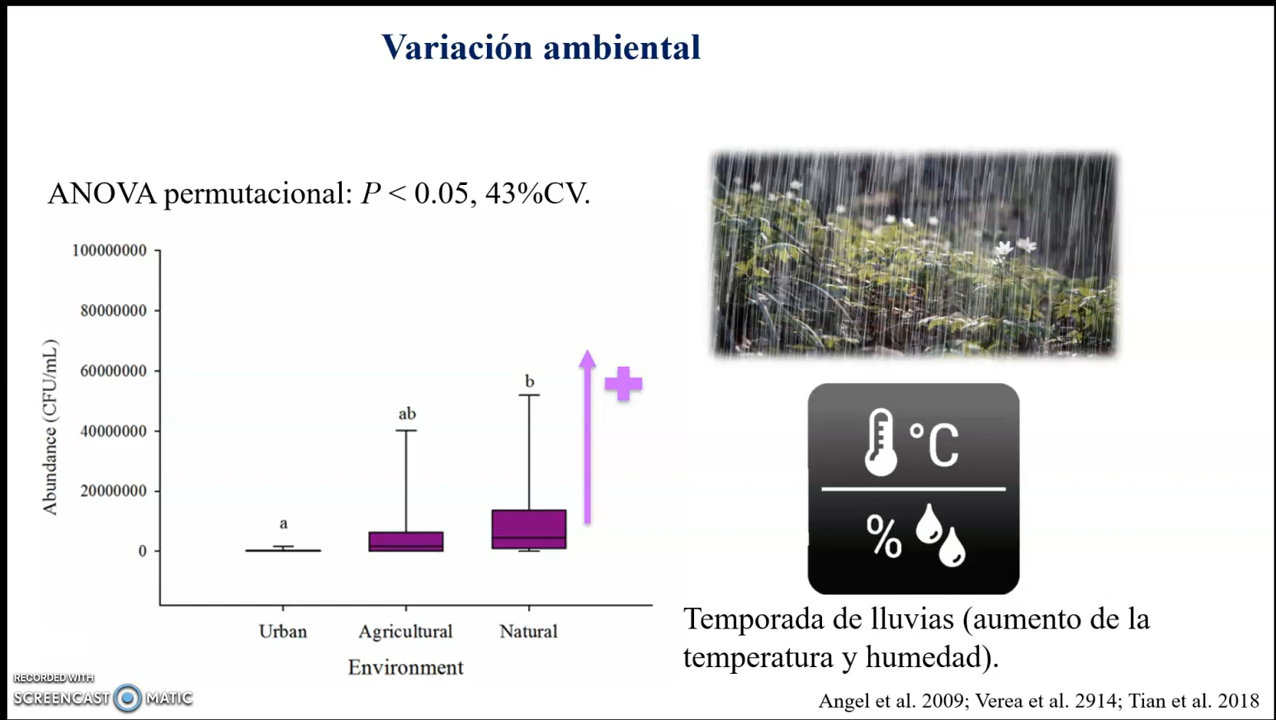 Variación ambiental
ANOVA permutacional: P < 0.05, 43%CV.
100000000
80000000
60000000
40000000
20000000
0
Abundance (CFU/mL)
a
ab
b
Urban
Agricultural
Natural
Environment
°C
%
Temporada de lluvias (aumento de la
temperatura y humedad).
Angel et al. 2009; Verea et al. 2914; Tian et al. 2018
RECORDED WITH
SCREENCAST MATIC